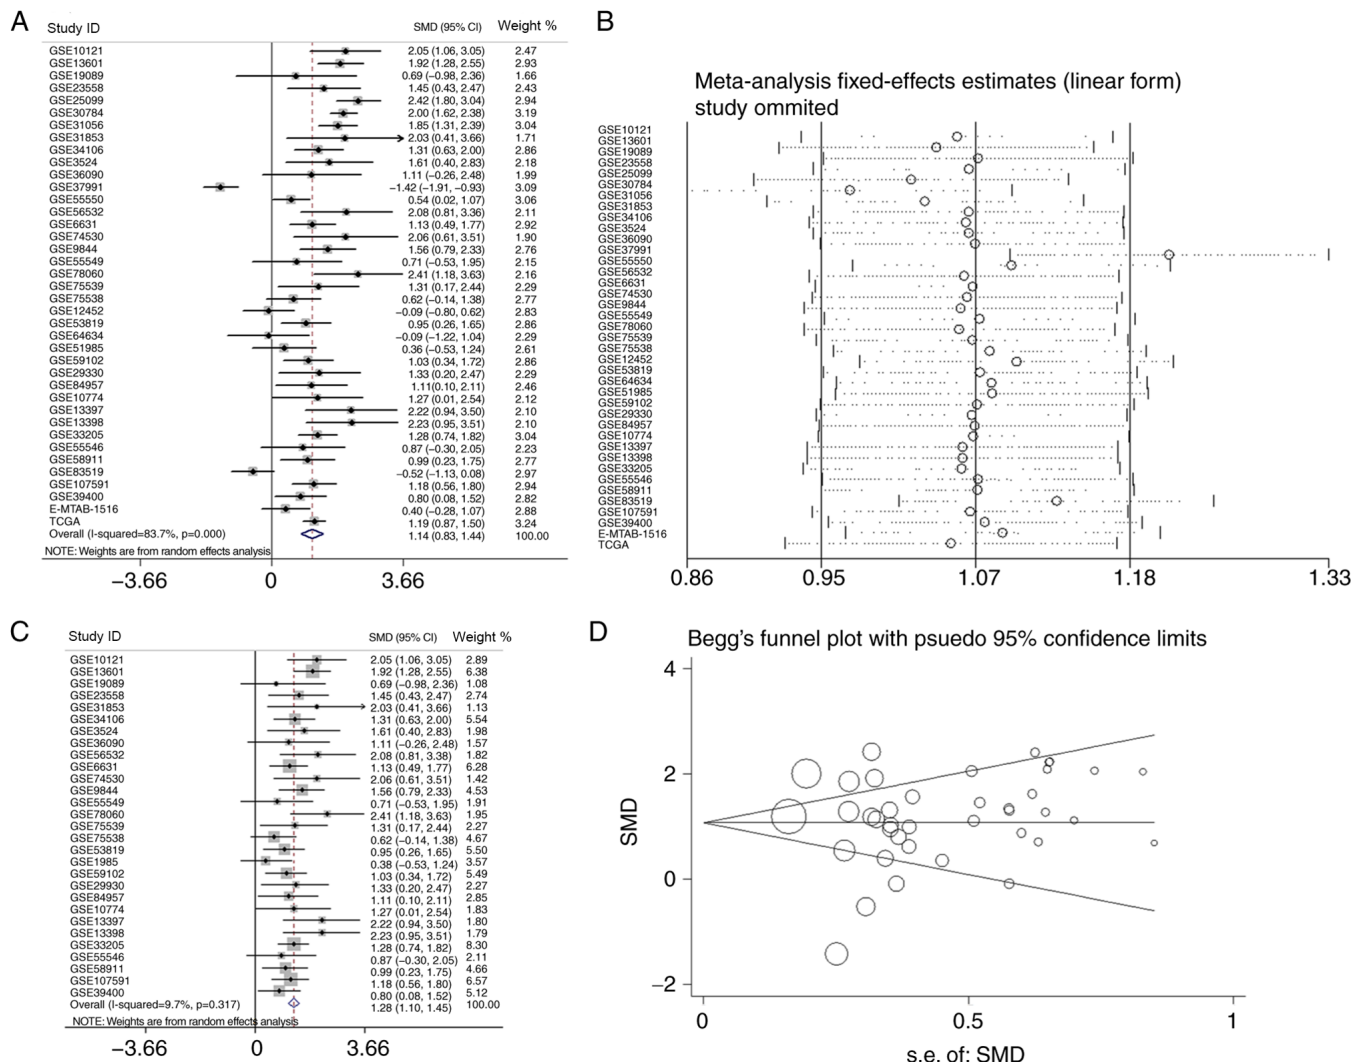 A
Study ID SMD (95% CI) Weight %
GSE10121 2.05 (1.06, 3.05) 2.47
GSE13601 1.92 (1.28, 2.55) 2.93
GSE19089 0.69 (−0.98, 2.36) 1.66
GSE23558 1.45 (0.43, 2.47) 2.43
GSE25099 2.42 (1.80, 3.04) 2.94
GSE30784 2.00 (1.62, 2.38) 3.19
GSE31056 1.85 (1.31, 2.39) 3.04
GSE31853 2.03 (0.41, 3.66) 1.71
GSE34106 1.31 (0.63, 2.00) 2.86
GSE3524 1.61 (0.40, 2.83) 2.18
GSE36090 1.11 (−0.26, 2.48) 1.99
GSE37991 −1.42 (−1.91, −0.93) 3.09
GSE55550 0.54 (0.02, 1.07) 3.06
GSE56532 2.08 (0.81, 3.36) 2.11
GSE6631 1.13 (0.49, 1.77) 2.92
GSE74530 2.06 (0.61, 3.51) 1.90
GSE9844 1.56 (0.79, 2.33) 2.76
GSE55549 0.71 (−0.53, 1.95) 2.15
GSE78060 2.41 (1.18, 3.63) 2.16
GSE75539 1.31 (0.17, 2.44) 2.29
GSE75538 0.62 (−0.14, 1.38) 2.77
GSE12452 −0.09 (−0.80, 0.62) 2.83
GSE53819 0.95 (0.26, 1.65) 2.86
GSE64634 −0.09 (−1.22, 1.04) 2.29
GSE51985 0.36 (−0.53, 1.24) 2.61
GSE59102 1.03 (0.34, 1.72) 2.86
GSE29330 1.33 (0.20, 2.47) 2.29
GSE84957 1.11(0.10, 2.11) 2.46
GSE10774 1.27 (0.01, 2.54) 2.12
GSE13397 2.22 (0.94, 3.50) 2.10
GSE13398 2.23 (0.95, 3.51) 2.10
GSE33205 1.28 (0.74, 1.82) 3.04
GSE55546 0.87 (−0.30, 2.05) 2.23
GSE58911 0.99 (0.23, 1.75) 2.77
GSE83519 −0.52 (−1.13, 0.08) 2.97
GSE107591 1.18 (0.56, 1.80) 2.94
GSE39400 0.80 (0.08, 1.52) 2.82
E-MTAB-1516 0.40 (−0.28, 1.07) 2.88
TCGA 1.19 (0.87, 1.50) 3.24
Overall (I-squared=83.7%, p=0.000) 1.14 (0.83, 1.44) 100.00
NOTE: Weights are from random effects analysis
−3.66 0 3.66
B
Meta-analysis fixed-effects estimates (linear form)
study ommited
GSE10121
GSE13601
GSE19089
GSE23558
GSE25099
GSE30784
GSE31056
GSE31853
GSE34106
GSE3524
GSE36090
GSE37991
GSE55550
GSE56532
GSE6631
GSE74530
GSE9844
GSE55549
GSE78060
GSE75539
GSE75538
GSE12452
GSE53819
GSE64634
GSE51985
GSE59102
GSE29330
GSE84957
GSE10774
GSE13397
GSE13398
GSE33205
GSE55546
GSE58911
GSE83519
GSE107591
GSE39400
E-MTAB-1516
TCGA
0.86 0.95 1.07 1.18 1.33
C
Study ID SMD (95% CI) Weight %
GSE10121 2.05 (1.06, 3.05) 2.89
GSE13601 1.92 (1.28, 2.55) 6.38
GSE19089 0.69 (−0.98, 2.36) 1.08
GSE23558 1.45 (0.43, 2.47) 2.74
GSE31853 2.03 (0.41, 3.66) 1.13
GSE34106 1.31 (0.63, 2.00) 5.54
GSE3524 1.61 (0.40, 2.83) 1.98
GSE36090 1.11 (−0.26, 2.48) 1.57
GSE56532 2.08 (0.81, 3.38) 1.82
GSE6631 1.13 (0.49, 1.77) 6.28
GSE74530 2.06 (0.61, 3.51) 1.42
GSE9844 1.56 (0.79, 2.33) 4.53
GSE55549 0.71 (−0.53, 1.95) 1.91
GSE78060 2.41 (1.18, 3.63) 1.95
GSE75539 1.31 (0.17, 2.44) 2.27
GSE75538 0.62 (−0.14, 1.38) 4.67
GSE53819 0.95 (0.26, 1.65) 5.50
GSE1985 0.38 (−0.53, 1.24) 3.57
GSE59102 1.03 (0.34, 1.72) 5.49
GSE29930 1.33 (0.20, 2.47) 2.27
GSE84957 1.11 (0.10, 2.11) 2.85
GSE10774 1.27 (0.01, 2.54) 1.83
GSE13397 2.22 (0.94, 3.50) 1.80
GSE13398 2.23 (0.95, 3.51) 1.79
GSE33205 1.28 (0.74, 1.82) 8.30
GSE55546 0.87 (−0.30, 2.05) 2.11
GSE58911 0.99 (0.23, 1.75) 4.66
GSE107591 1.18 (0.56, 1.80) 6.57
GSE39400 0.80 (0.08, 1.52) 5.12
Overall (I-squared=9.7%, p=0.317) 1.28 (1.10, 1.45) 100.00
NOTE: Weights are from random effects analysis
−3.66 0 3.66
D
Begg's funnel plot with psuedo 95% confidence limits
4
2
0
−2
SMD
0 0.5 1
s.e. of: SMD